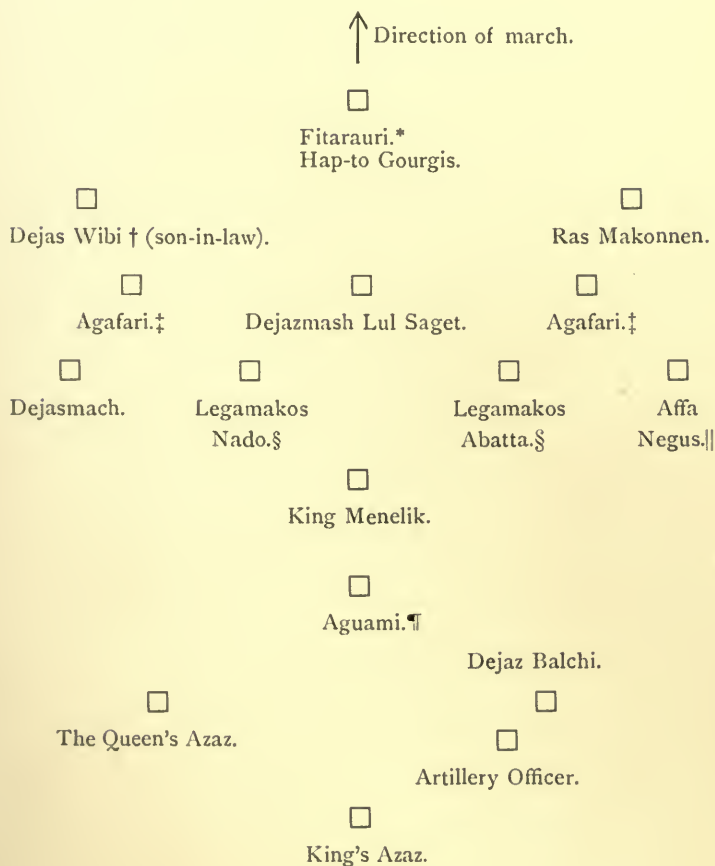 Direction of march.
Fitarauri.*
Hap-to Gourgis.
Dejas Wibi † (son-in-law).
Ras Makonnen.
Agafari.‡
Dejazmash Lul Saget.
Agafari.‡
Dejasmach.
Legamakos
Nado.§
Legamakos
Abatta.§
Affa
Negus.||
King Menelik.
Aguami.¶
Dejaz Balchi.
The Queen's Azaz.
Artillery Officer.
King's Azaz.